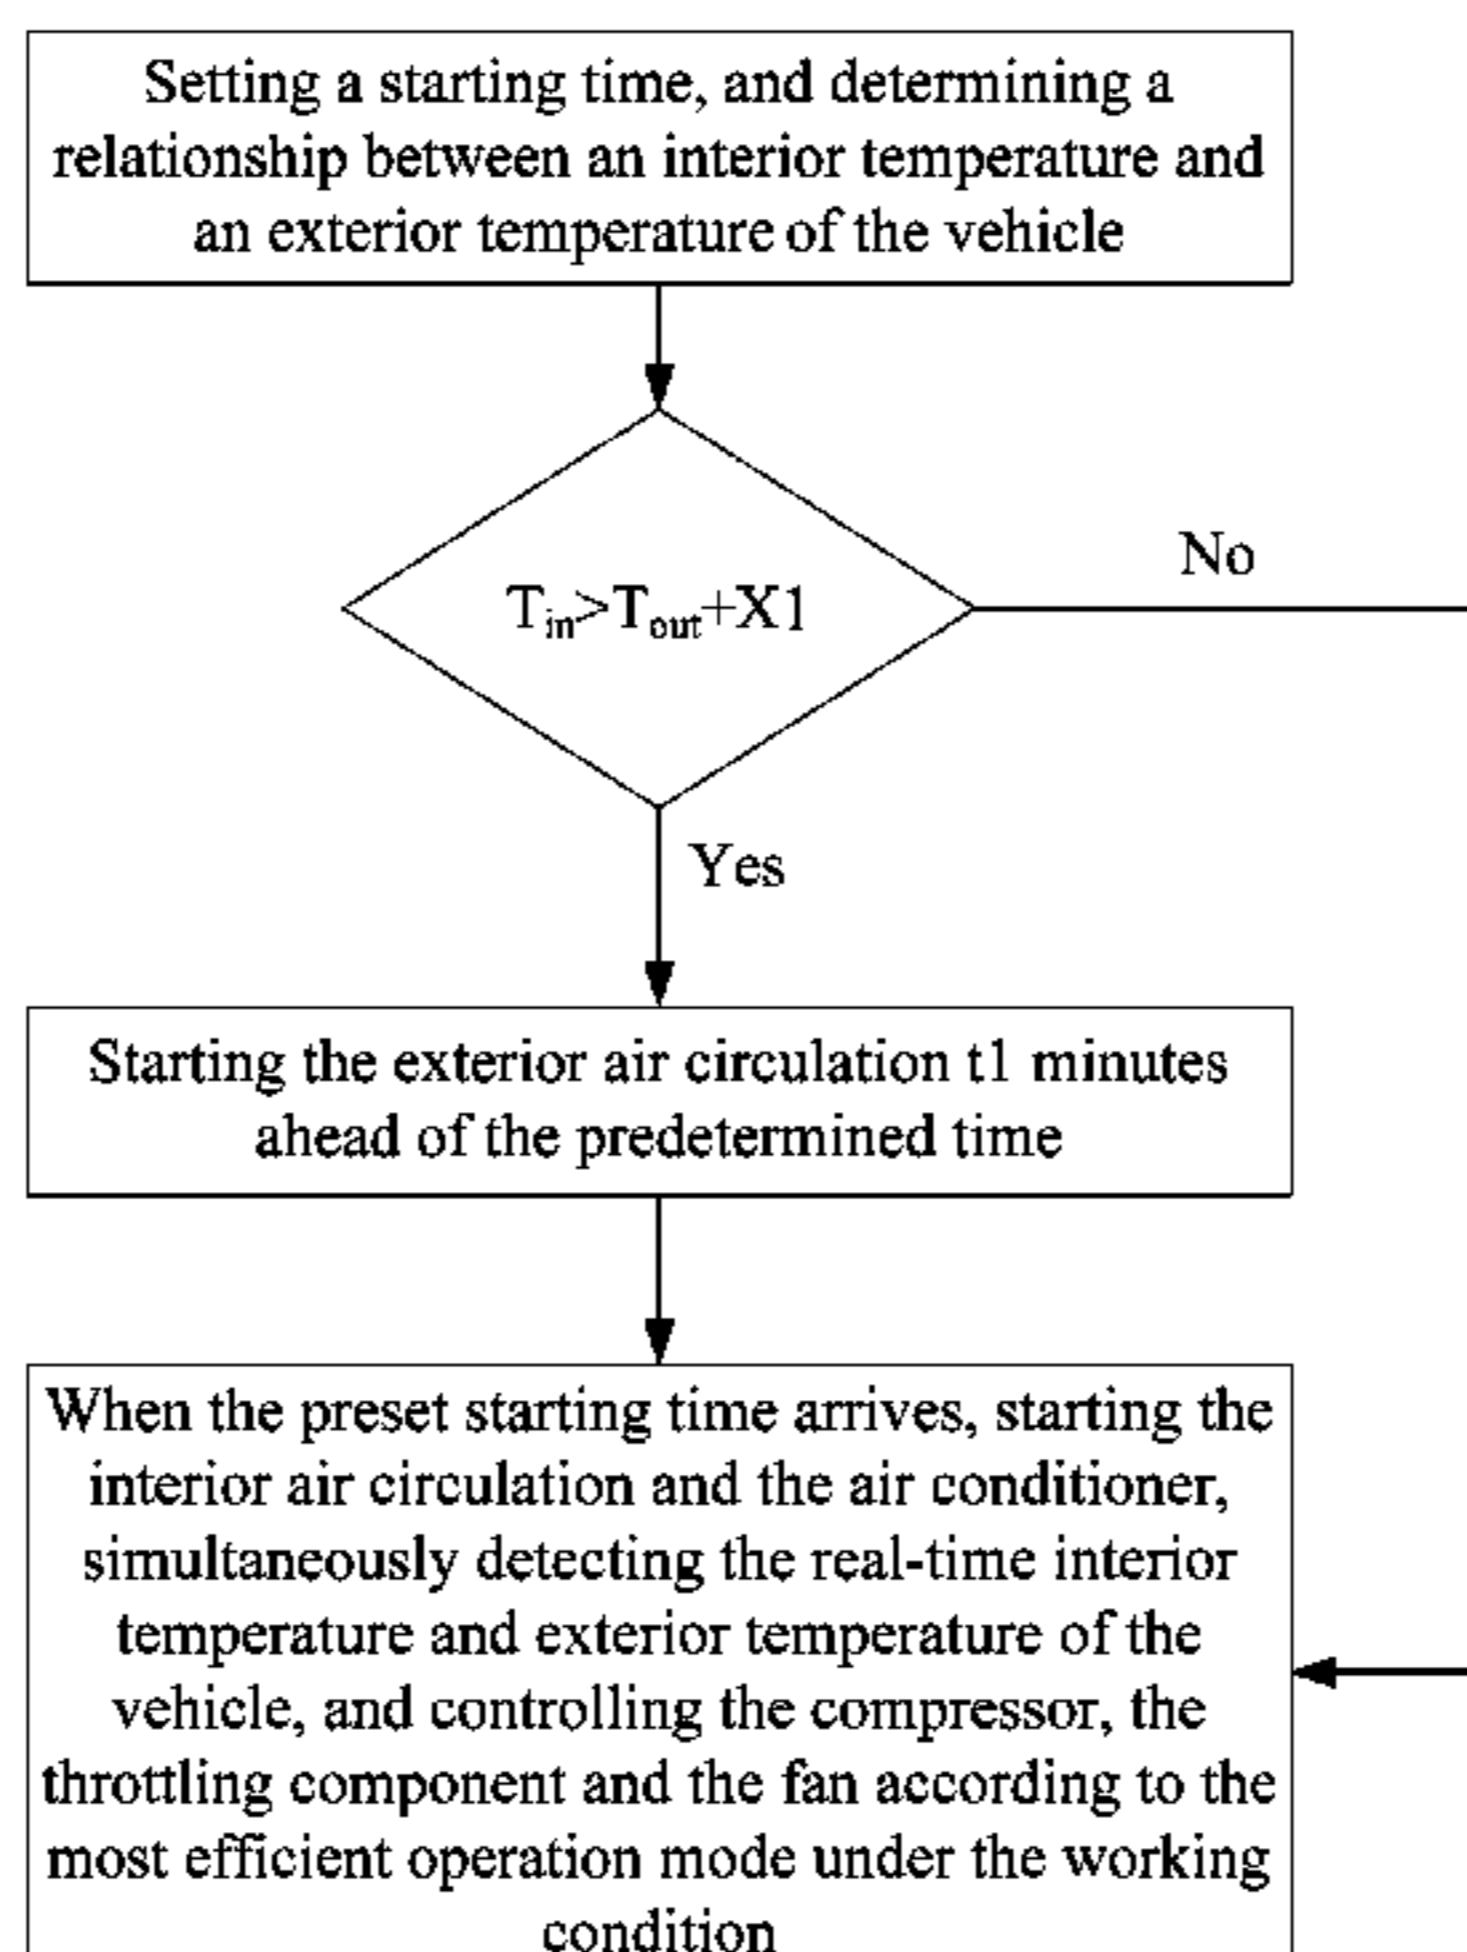 Setting a starting time, and determining a
relationship between an interior temperature and
an exterior temperature of the vehicle
No
Tin>Tout+X1
Yes
Starting the exterior air circulation t1 minutes
ahead of the predetermined time
When the preset starting time arrives, starting the
interior air circulation and the air conditioner,
simultaneously detecting the real-time interior
temperature and exterior temperature of the
vehicle, and controlling the compressor, the
throttling component and the fan according to the
most efficient operation mode under the working
condition